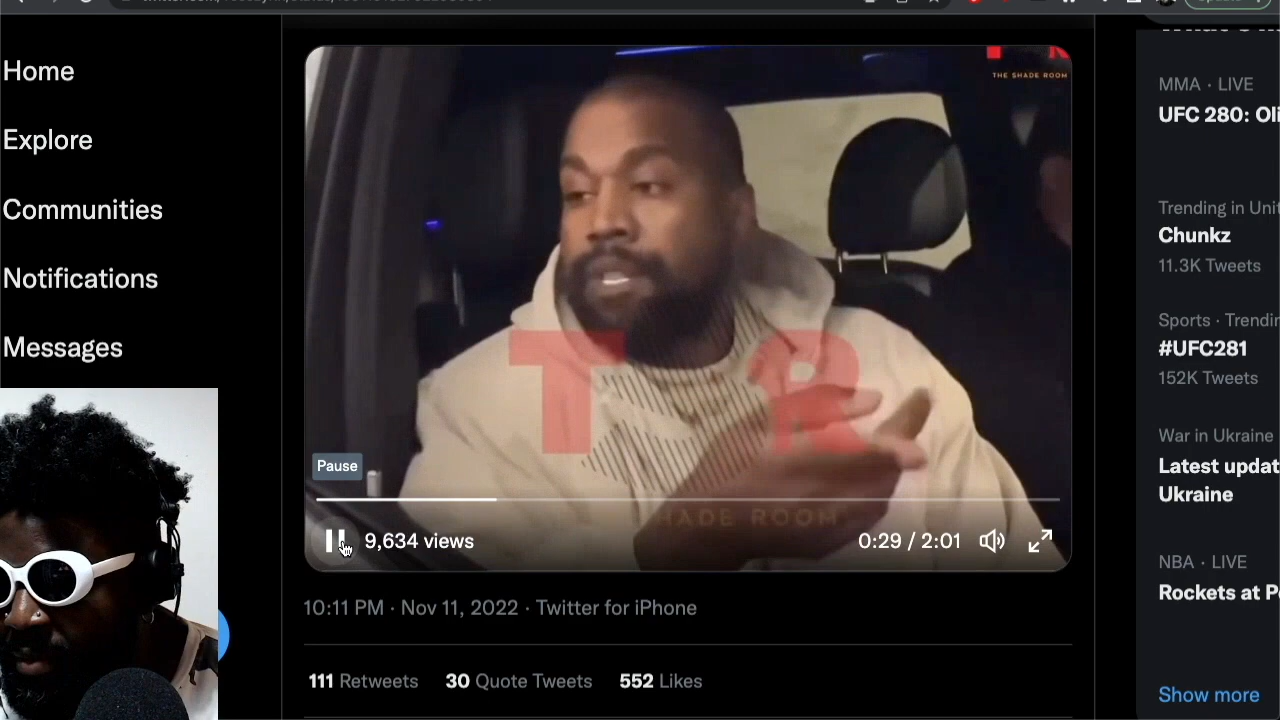 Home
Explore
Communities
Notifications
Messages
THE SHADE ROOM
T R
Pause
HADE ROOM
9,634 views
0:29 / 2:01
10:11 PM · Nov 11, 2022 · Twitter for iPhone
111 Retweets 30 Quote Tweets 552 Likes
MMA · LIVE
UFC 280: Oli
Trending in Unit
Chunkz
11.3K Tweets
Sports · Trendin
#UFC281
152K Tweets
War in Ukraine
Latest updat
Ukraine
NBA · LIVE
Rockets at P
Show more